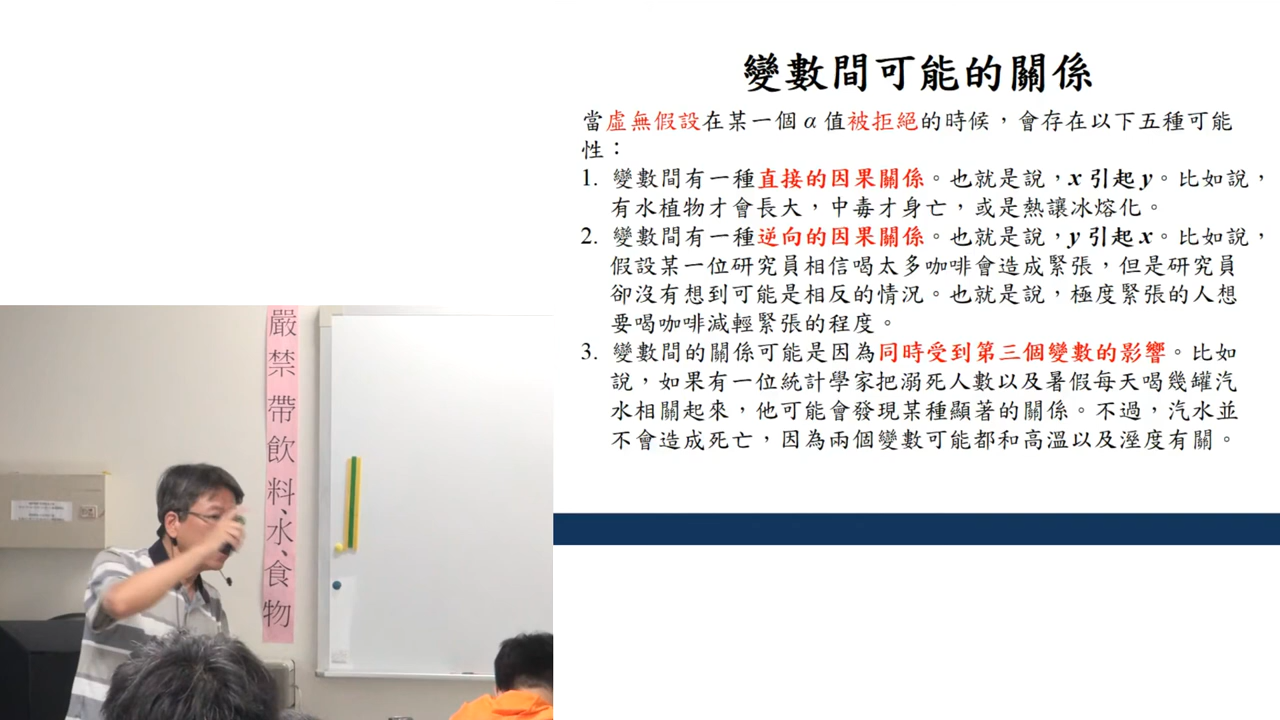 變數間可能的關係
當虛無假設在某一個 α 值被拒絕的時候，會存在以下五種可能
性：
1. 變數間有一種直接的因果關係。也就是說，x 引起 y。比如說，
有水植物才會長大，中毒才身亡，或是熱讓冰熔化。
2. 變數間有一種逆向的因果關係。也就是說，y 引起 x。比如說，
假設某一位研究員相信喝太多咖啡會造成緊張，但是研究員
卻沒有想到可能是相反的情況。也就是說，極度緊張的人想
要喝咖啡減輕緊張的程度。
3. 變數間的關係可能是因為同時受到第三個變數的影響。比如
說，如果有一位統計學家把溺死人數以及暑假每天喝幾罐汽
水相關起來，他可能會發現某種顯著的關係。不過，汽水並
不會造成死亡，因為兩個變數可能都和高溫以及溼度有關。
嚴禁帶飲料、水、食物